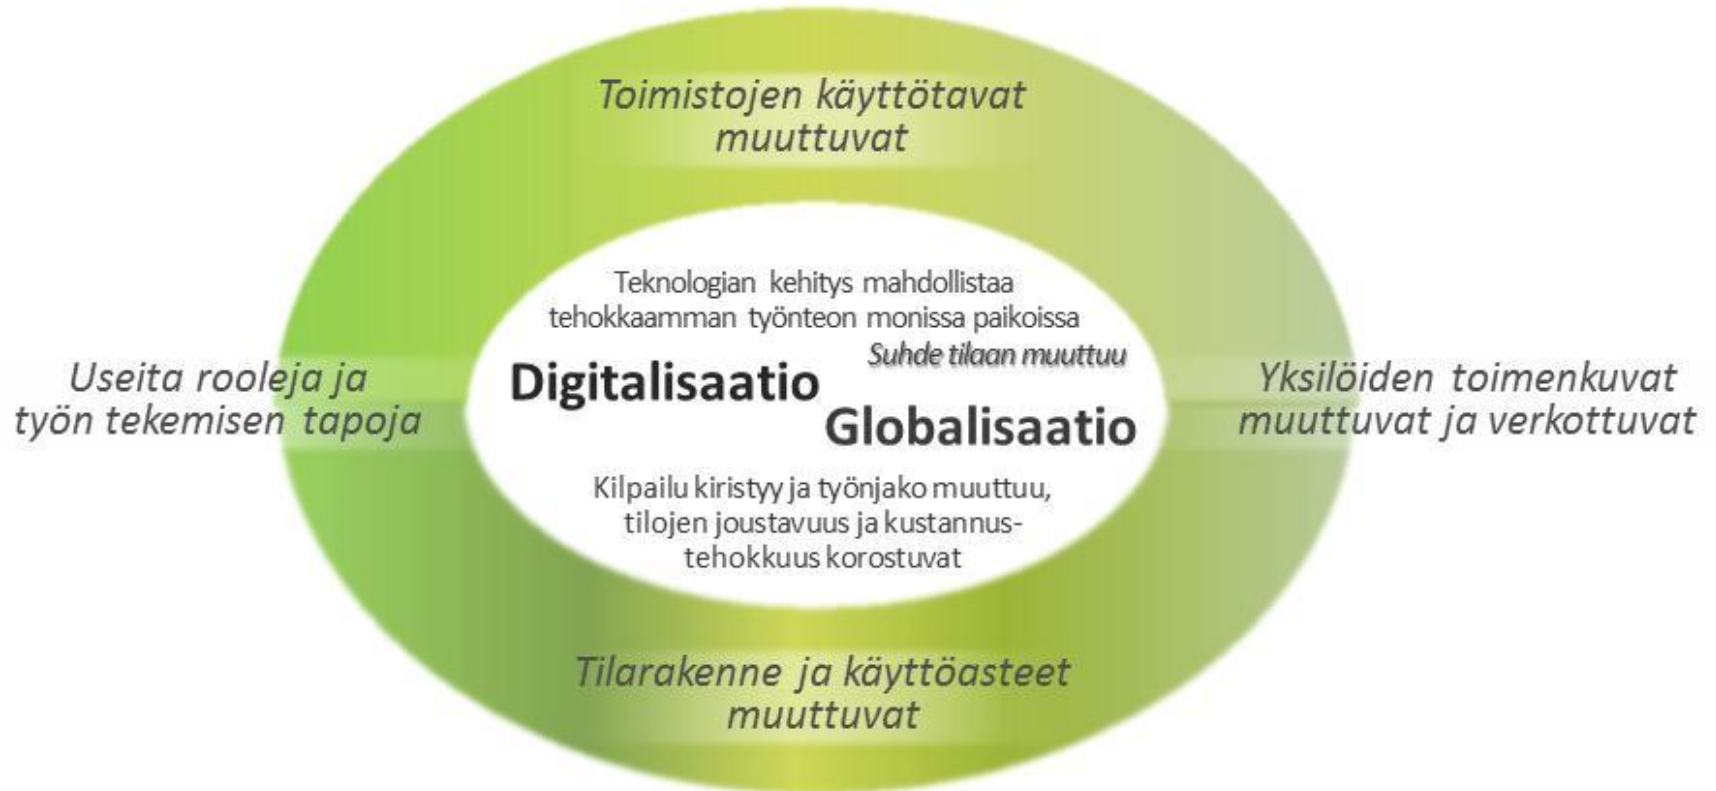 Toimistojen käyttötavat
muuttuvat
Teknologian kehitys mahdollistaa
tehokkaamman työnteon monissa paikoissa
Suhde tilaan muuttuu
Digitalisaatio
Globalisaatio
Useita rooleja ja
työn tekemisen tapoja
Yksilöiden toimenkuvat
muuttuvat ja verkottuvat
Kilpailu kiristyy ja työnjako muuttuu,
tilojen joustavuus ja kustannus-
tehokkuus korostuvat
Tilarakenne ja käyttöasteet
muuttuvat